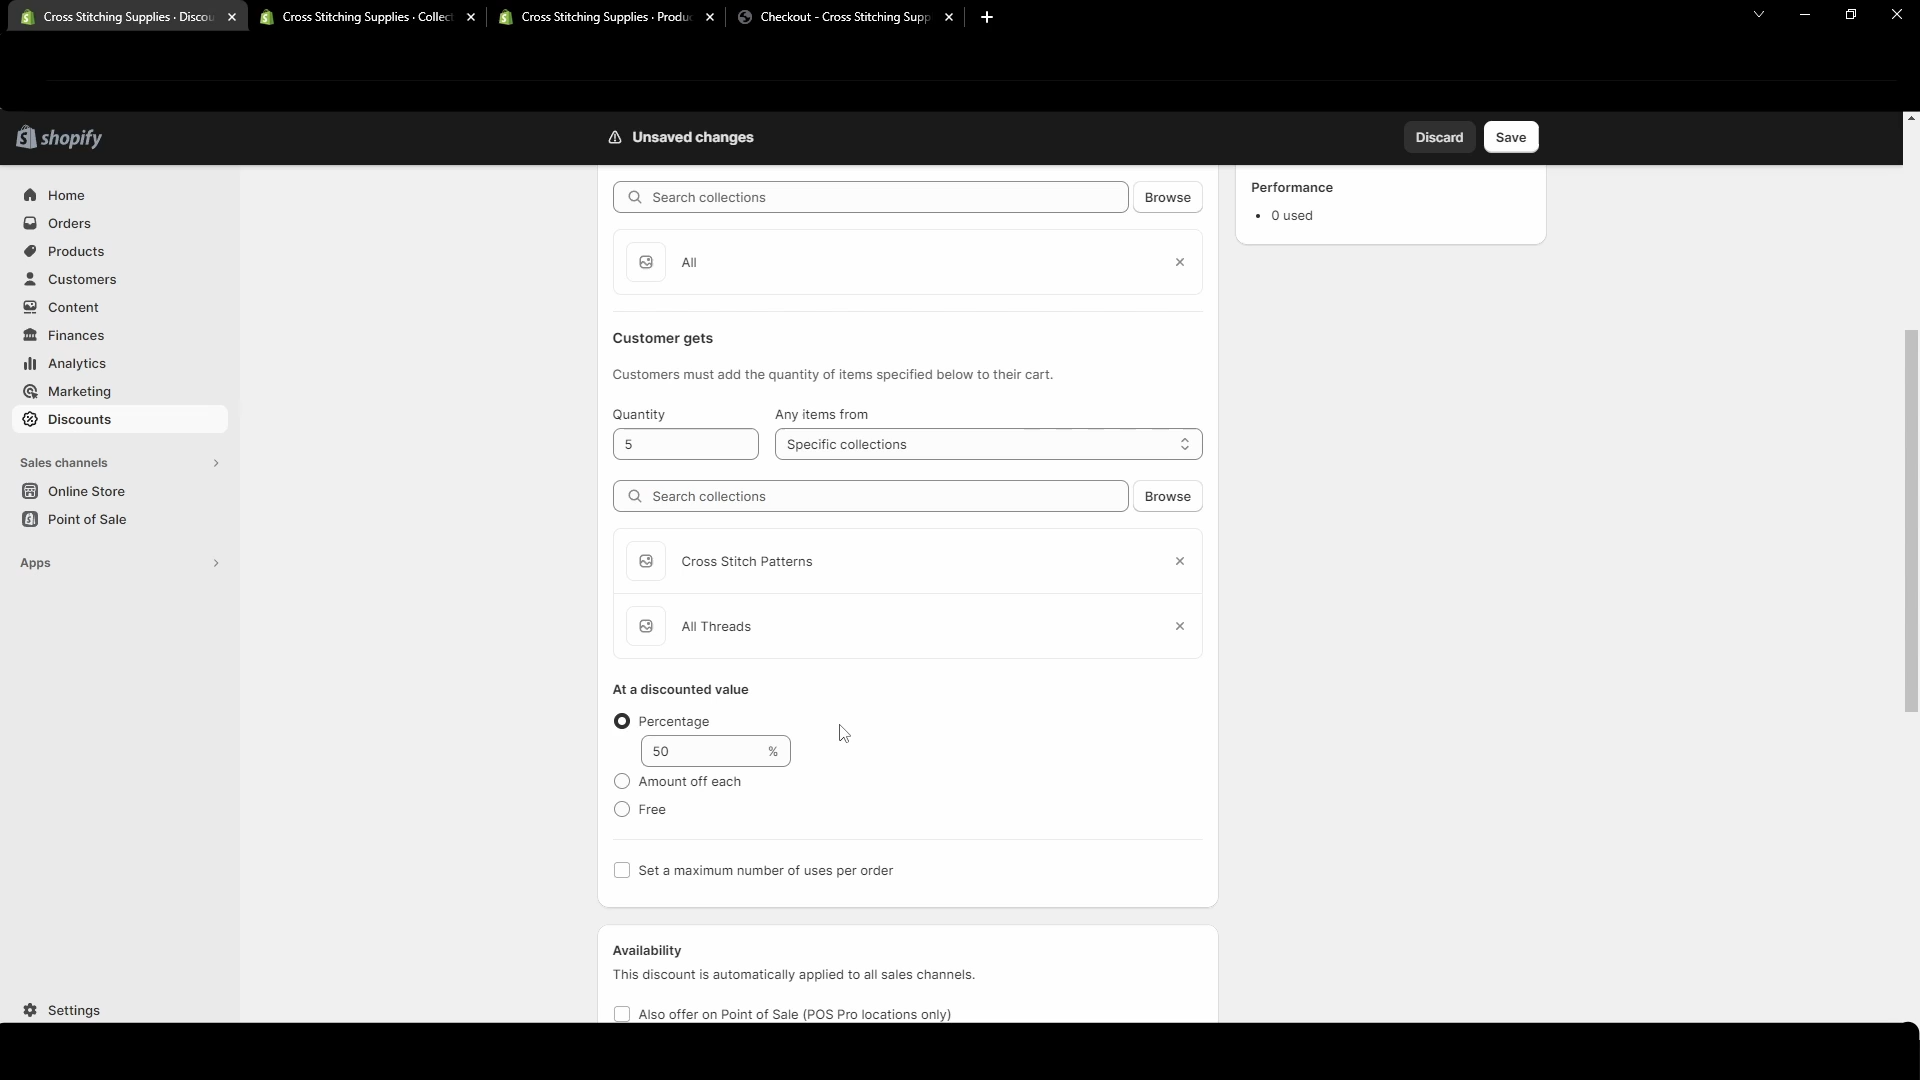 Cross Stitching Supplies · Discou
Cross Stitching Supplies · Collec
Cross Stitching Supplies · Produc
Checkout - Cross Stitching Supp
shopify
Unsaved changes
Discard
Save
Home
Orders
Products
Customers
Content
Finances
Analytics
Marketing
Discounts
Sales channels
Online Store
Point of Sale
Apps
Settings
Search collections
Browse
All
Customer gets
Customers must add the quantity of items specified below to their cart.
Quantity
Any items from
5
Specific collections
Search collections
Browse
Cross Stitch Patterns
All Threads
At a discounted value
Percentage
50 %
Amount off each
Free
Set a maximum number of uses per order
Availability
This discount is automatically applied to all sales channels.
Also offer on Point of Sale (POS Pro locations only)
Performance
• 0 used